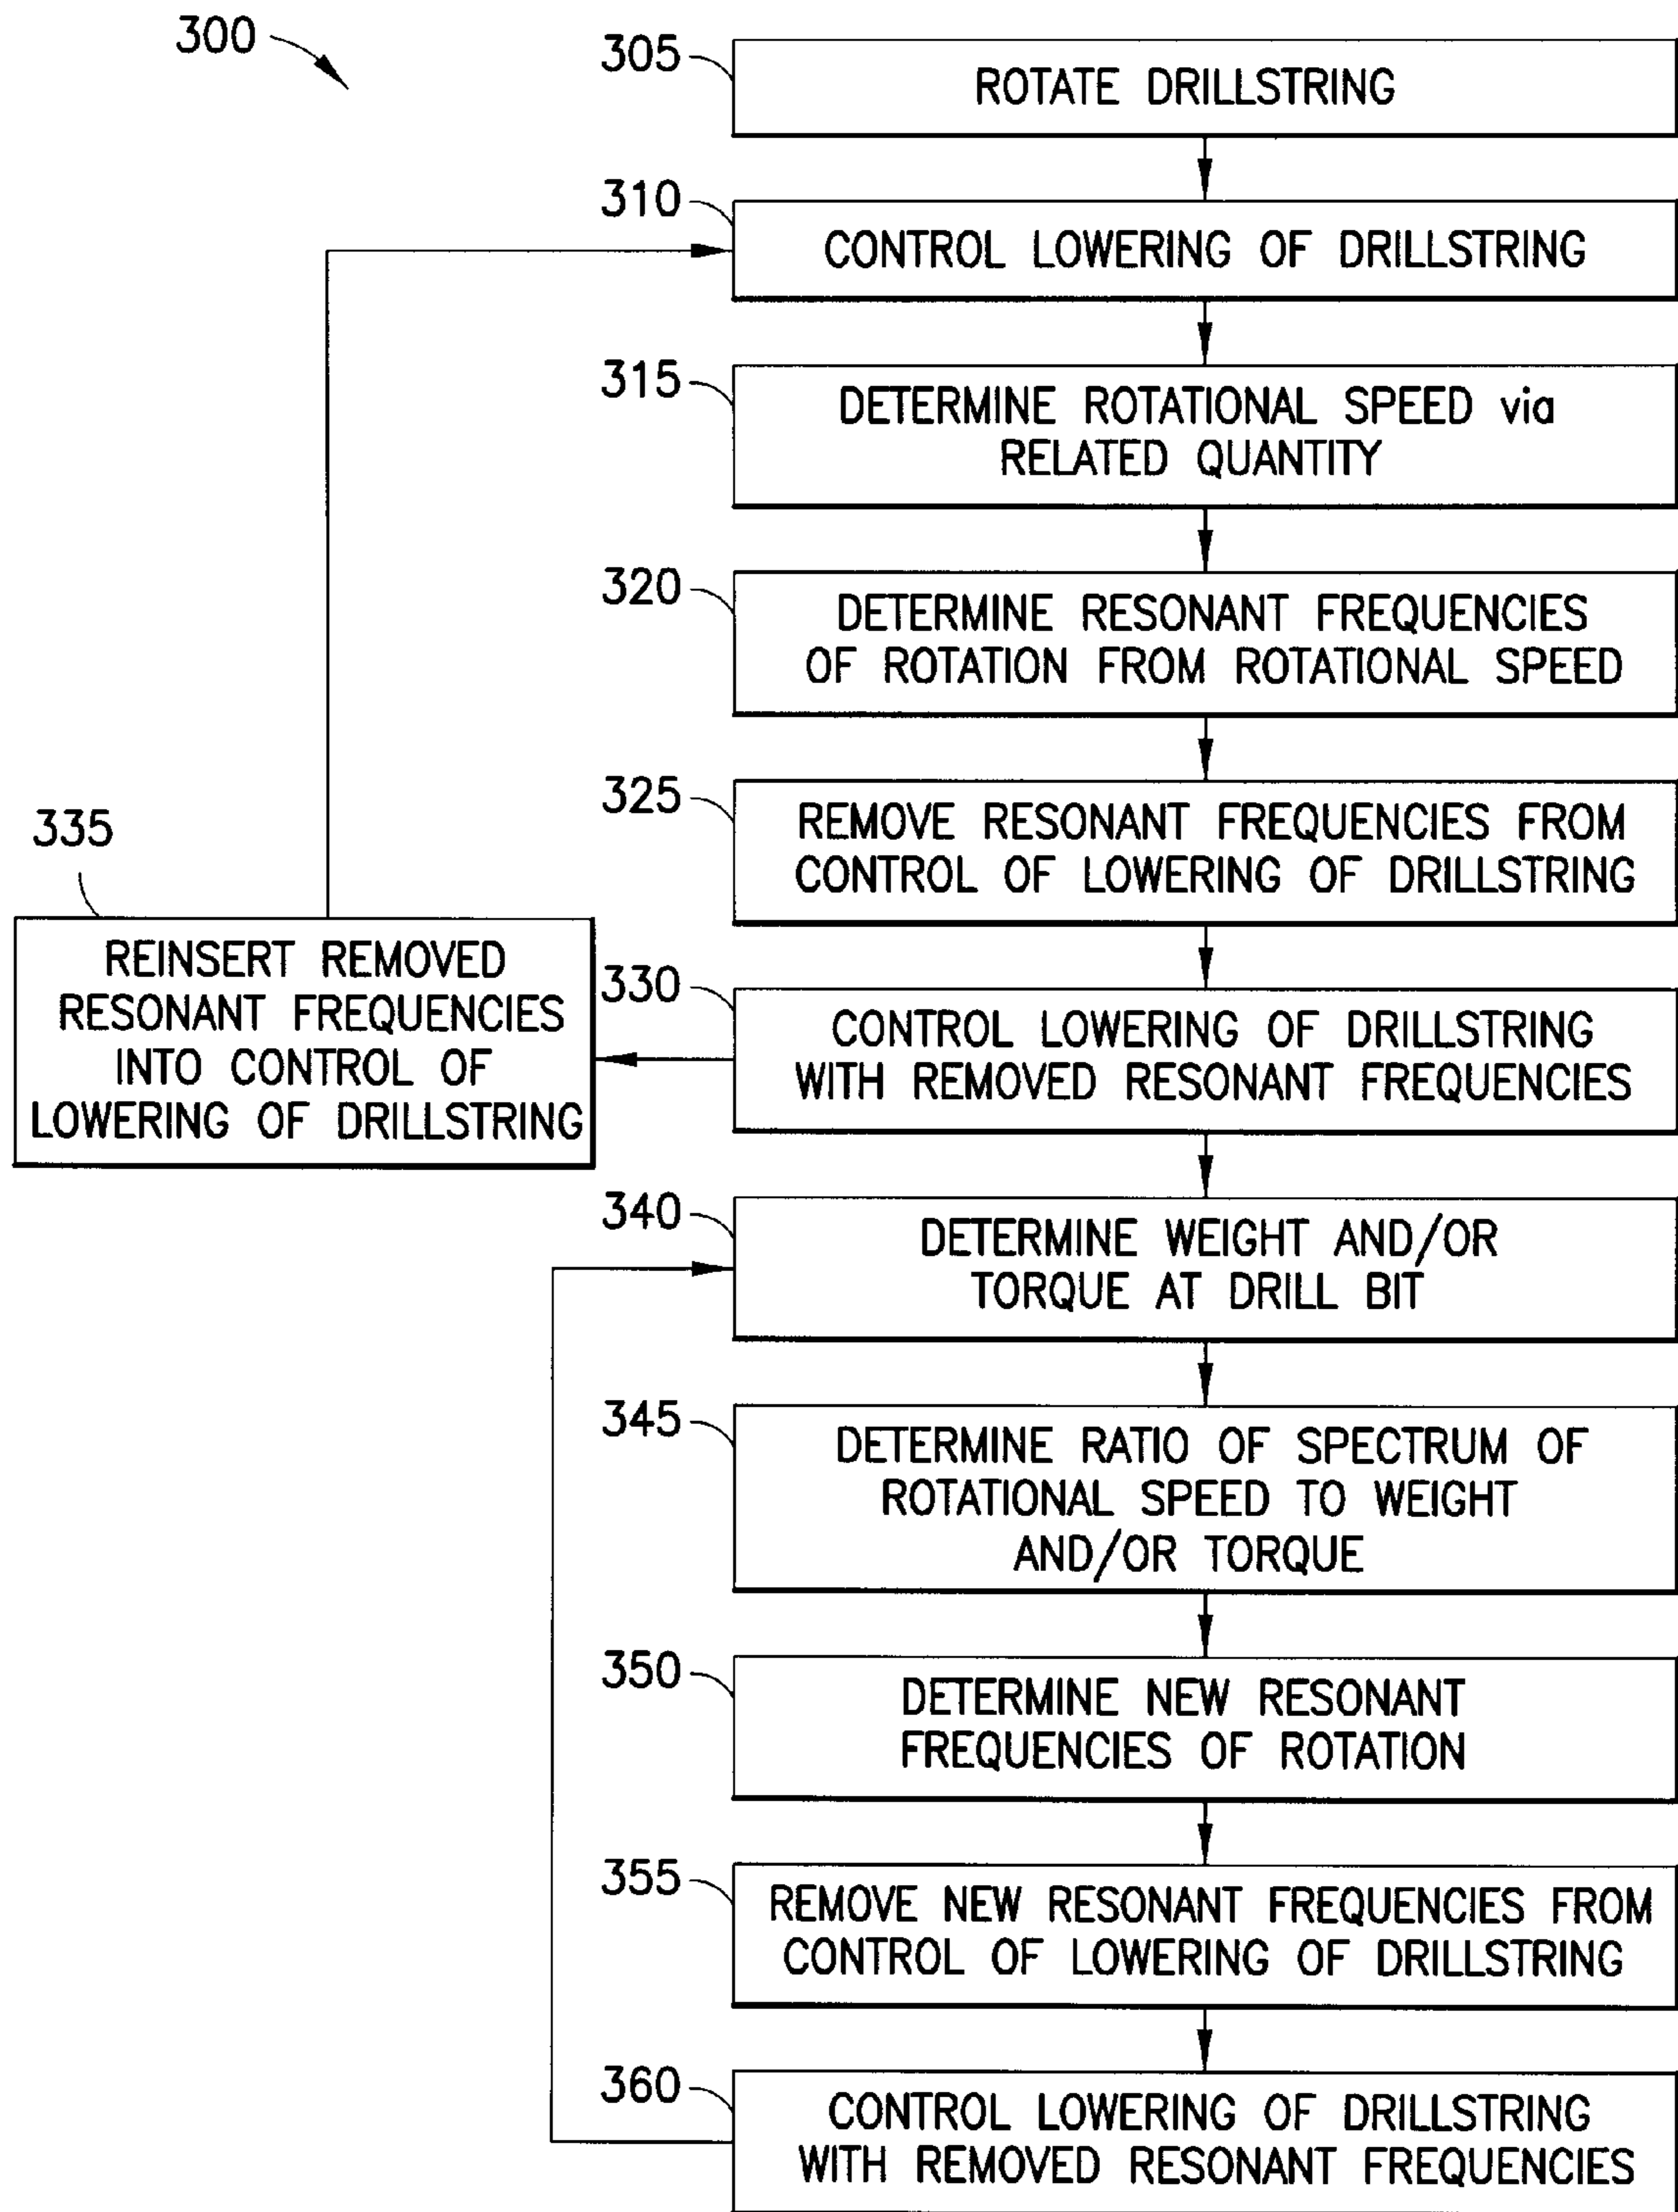 300
305
ROTATE DRILLSTRING
310
CONTROL LOWERING OF DRILLSTRING
315
DETERMINE ROTATIONAL SPEED via
RELATED QUANTITY
320
DETERMINE RESONANT FREQUENCIES
OF ROTATION FROM ROTATIONAL SPEED
325
REMOVE RESONANT FREQUENCIES FROM
CONTROL OF LOWERING OF DRILLSTRING
335
REINSERT REMOVED
RESONANT FREQUENCIES
INTO CONTROL OF
LOWERING OF DRILLSTRING
330
CONTROL LOWERING OF DRILLSTRING
WITH REMOVED RESONANT FREQUENCIES
340
DETERMINE WEIGHT AND/OR
TORQUE AT DRILL BIT
345
DETERMINE RATIO OF SPECTRUM OF
ROTATIONAL SPEED TO WEIGHT
AND/OR TORQUE
350
DETERMINE NEW RESONANT
FREQUENCIES OF ROTATION
355
REMOVE NEW RESONANT FREQUENCIES FROM
CONTROL OF LOWERING OF DRILLSTRING
360
CONTROL LOWERING OF DRILLSTRING
WITH REMOVED RESONANT FREQUENCIES